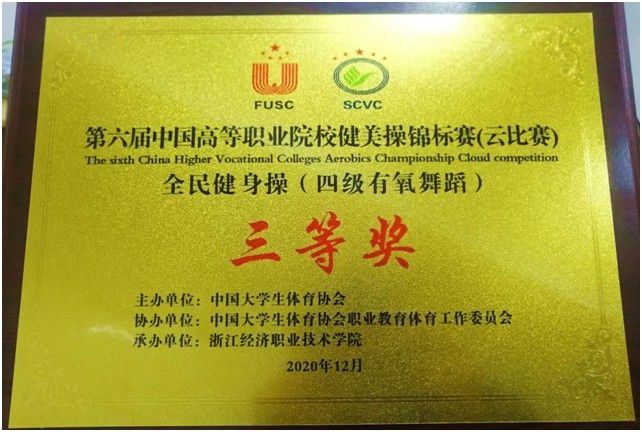 FUSC SCVC
第六届中国高等职业院校健美操锦标赛(云比赛)
The sixth China Higher Vocational Colleges Aerobics Championship Cloud competition
全民健身操（四级有氧舞蹈）
三等奖
主办单位：中国大学生体育协会
协办单位：中国大学生体育协会职业教育体育工作委员会
承办单位：浙江经济职业技术学院
2020年12月